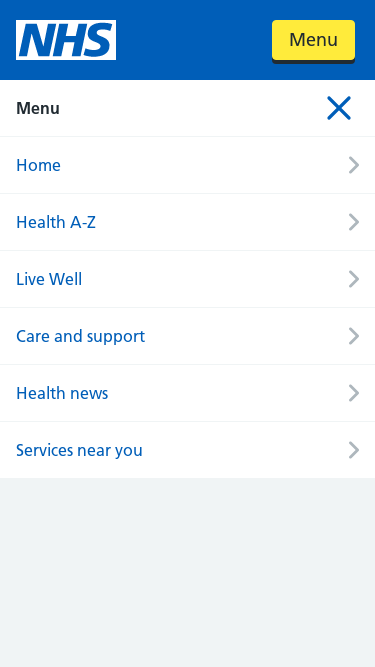 NHS
Menu
Menu
Home
Health A-Z
Live Well
Care and support
Health news
Services near you